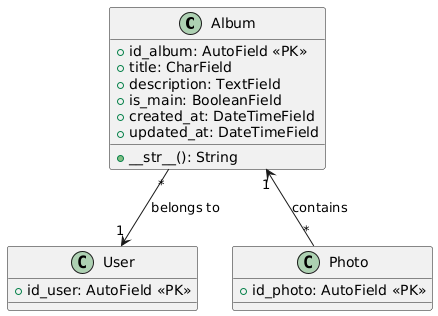 C Album
id_album: AutoField «PK»
title: CharField
description: TextField
is_main: BooleanField
created_at: DateTimeField
updated_at: DateTimeField
__str__(): String
*
1
belongs to
1
contains
*
C User
id_user: AutoField «PK»
C Photo
id_photo: AutoField «PK»